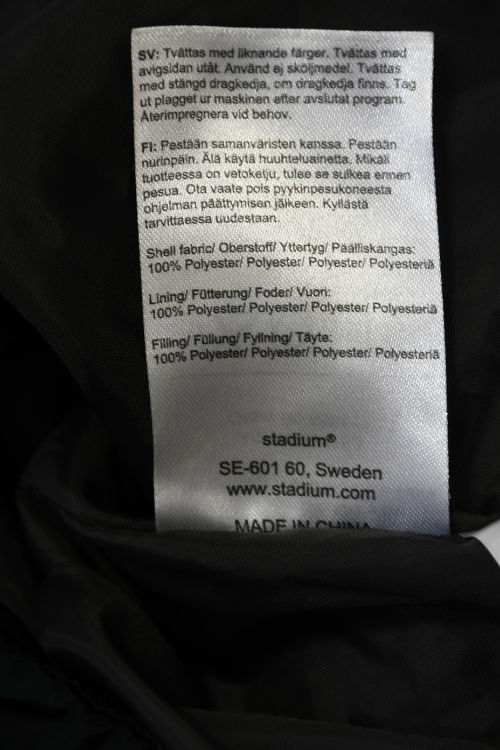 SV: Tvättas med liknande färger. Tvättas med
avigsidan utåt. Använd ej sköljmedel. Tvättas
med stängd dragkedja, om dragkedja finns. Tag
ut plagget ur maskinen efter avslutat program.
Återimpregnera vid behov.
FI: Pestään samanväristen kanssa. Pestään
nurinpäin. Älä käytä huuhteluainetta. Mikäli
tuotteessa on vetoketju, tulee se sulkea ennen
pesua. Ota vaate pois pyykinpesukoneesta
ohjelman päättymisen jälkeen. Kyllästä
tarvittaessa uudestaan.
Shell fabric/ Oberstoff/ Yttertyg/ Päälliskangas:
100% Polyester/ Polyester/ Polyester/ Polyesteriä
Lining/ Fütterung/ Foder/ Vuori:
100% Polyester/ Polyester/ Polyester/ Polyesteriä
Filling/ Füllung/ Fyllning/ Täyte:
100% Polyester/ Polyester/ Polyester/ Polyesteriä
stadium®
SE-601 60, Sweden
www.stadium.com
MADE IN CHINA